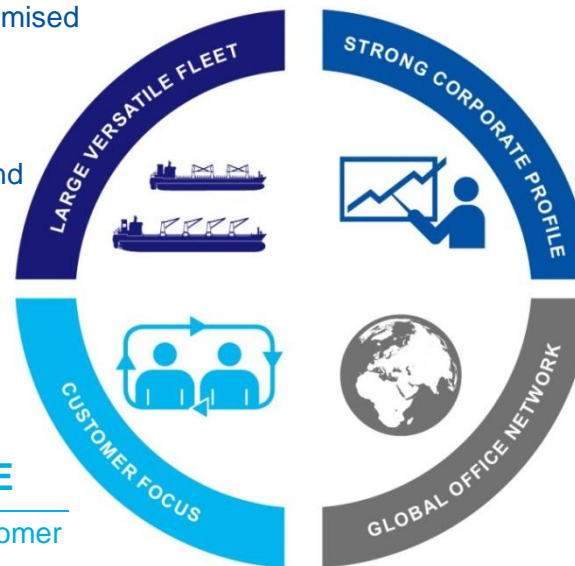 mised
LARGE VERSATILE FLEET
STRONG CORPORATE PROFILE
nd
CUSTOMER FOCUS
GLOBAL OFFICE NETWORK
E
omer